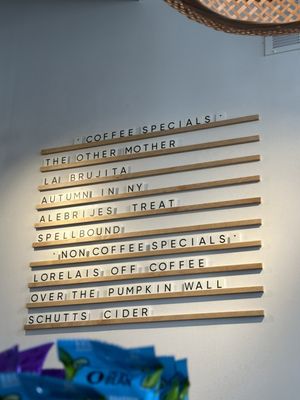 · COFFEE SPECIALS ·
THE OTHER MOTHER
LAI BRUJITA
AUTUMN IN NY
ALEBRIJES TREAT
SPELLBOUND
· NON COFFEE SPECIALS ·
LORELAIS OFF COFFEE
OVER THE PUMPKIN WALL
SCHUTTS CIDER